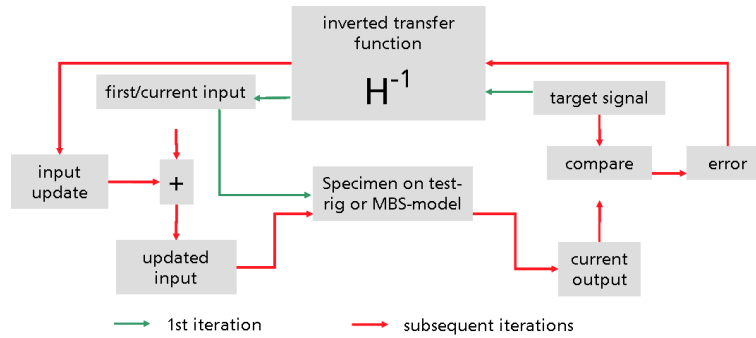 inverted transfer
function
H-1
first/current input
target signal
input
update
+
Specimen on test-
rig or MBS-model
compare
error
updated
input
current
output
1st iteration
subsequent iterations